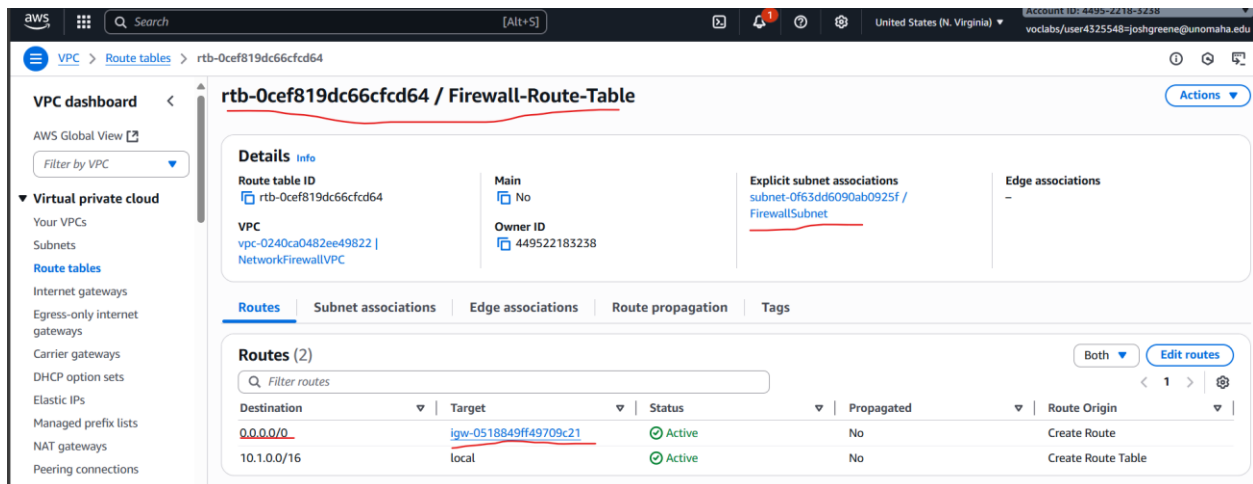 aws
Search
[Alt+S]
1
United States (N. Virginia)
Account ID: 4495-2218-3238
voclabs/user4325548=joshgreene@unomaha.edu
VPC > Route tables > rtb-0cef819dc66cfcd64
VPC dashboard
AWS Global View
Filter by VPC
Virtual private cloud
Your VPCs
Subnets
Route tables
Internet gateways
Egress-only internet
gateways
Carrier gateways
DHCP option sets
Elastic IPs
Managed prefix lists
NAT gateways
Peering connections
rtb-0cef819dc66cfcd64 / Firewall-Route-Table
Actions
Details Info
Route table ID
rtb-0cef819dc66cfcd64
Main
No
Explicit subnet associations
subnet-0f63dd6090ab0925f /
FirewallSubnet
Edge associations
–
VPC
vpc-0240ca0482ee49822 |
NetworkFirewallVPC
Owner ID
449522183238
Routes Subnet associations Edge associations Route propagation Tags
Routes (2)
Both
Edit routes
Filter routes
1
Destination Target Status Propagated Route Origin
0.0.0.0/0 igw-0518849ff49709c21 Active No Create Route
10.1.0.0/16 local Active No Create Route Table